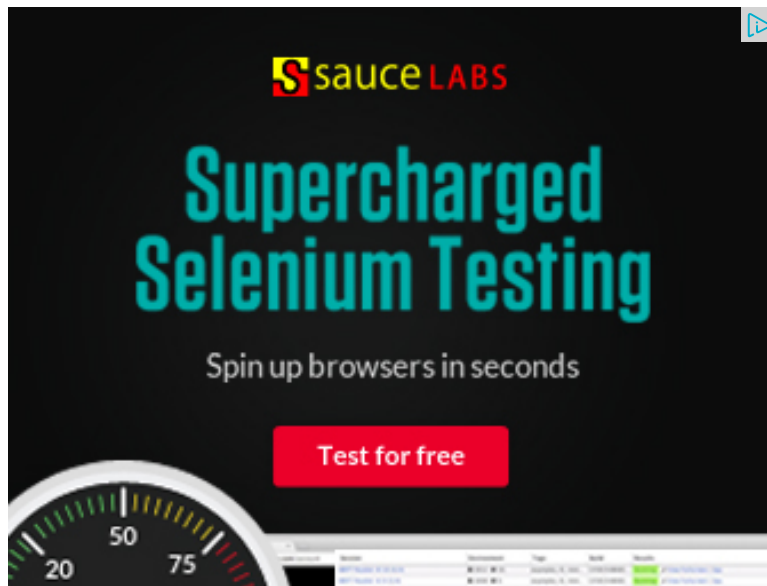 S sauce LABS
Supercharged
Selenium Testing
Spin up browsers in seconds
Test for free
50
20
75